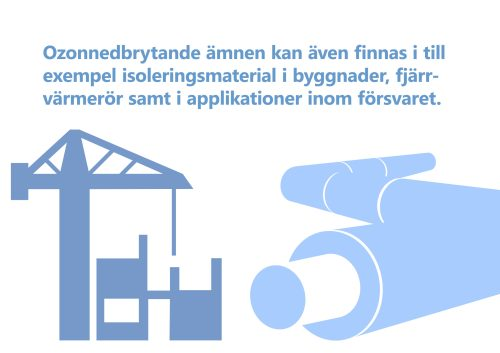 Ozonnedbrytande ämnen kan även finnas i till
exempel isoleringsmaterial i byggnader, fjärr-
värmerör samt i applikationer inom försvaret.